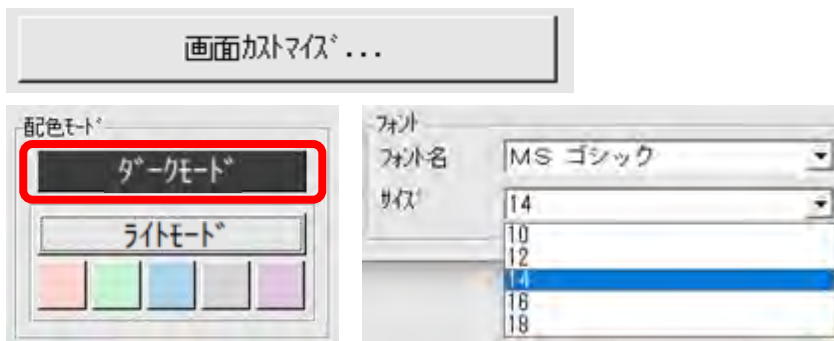 画面ｶｽﾀﾏｲｽﾞ...
配色ﾓｰﾄﾞ
ﾀﾞｰｸﾓｰﾄﾞ
ﾗｲﾄﾓｰﾄﾞ
ﾌｫﾝﾄ
ﾌｫﾝﾄ名 MS ゴシック
ｻｲｽﾞ 14
10
12
14
16
18